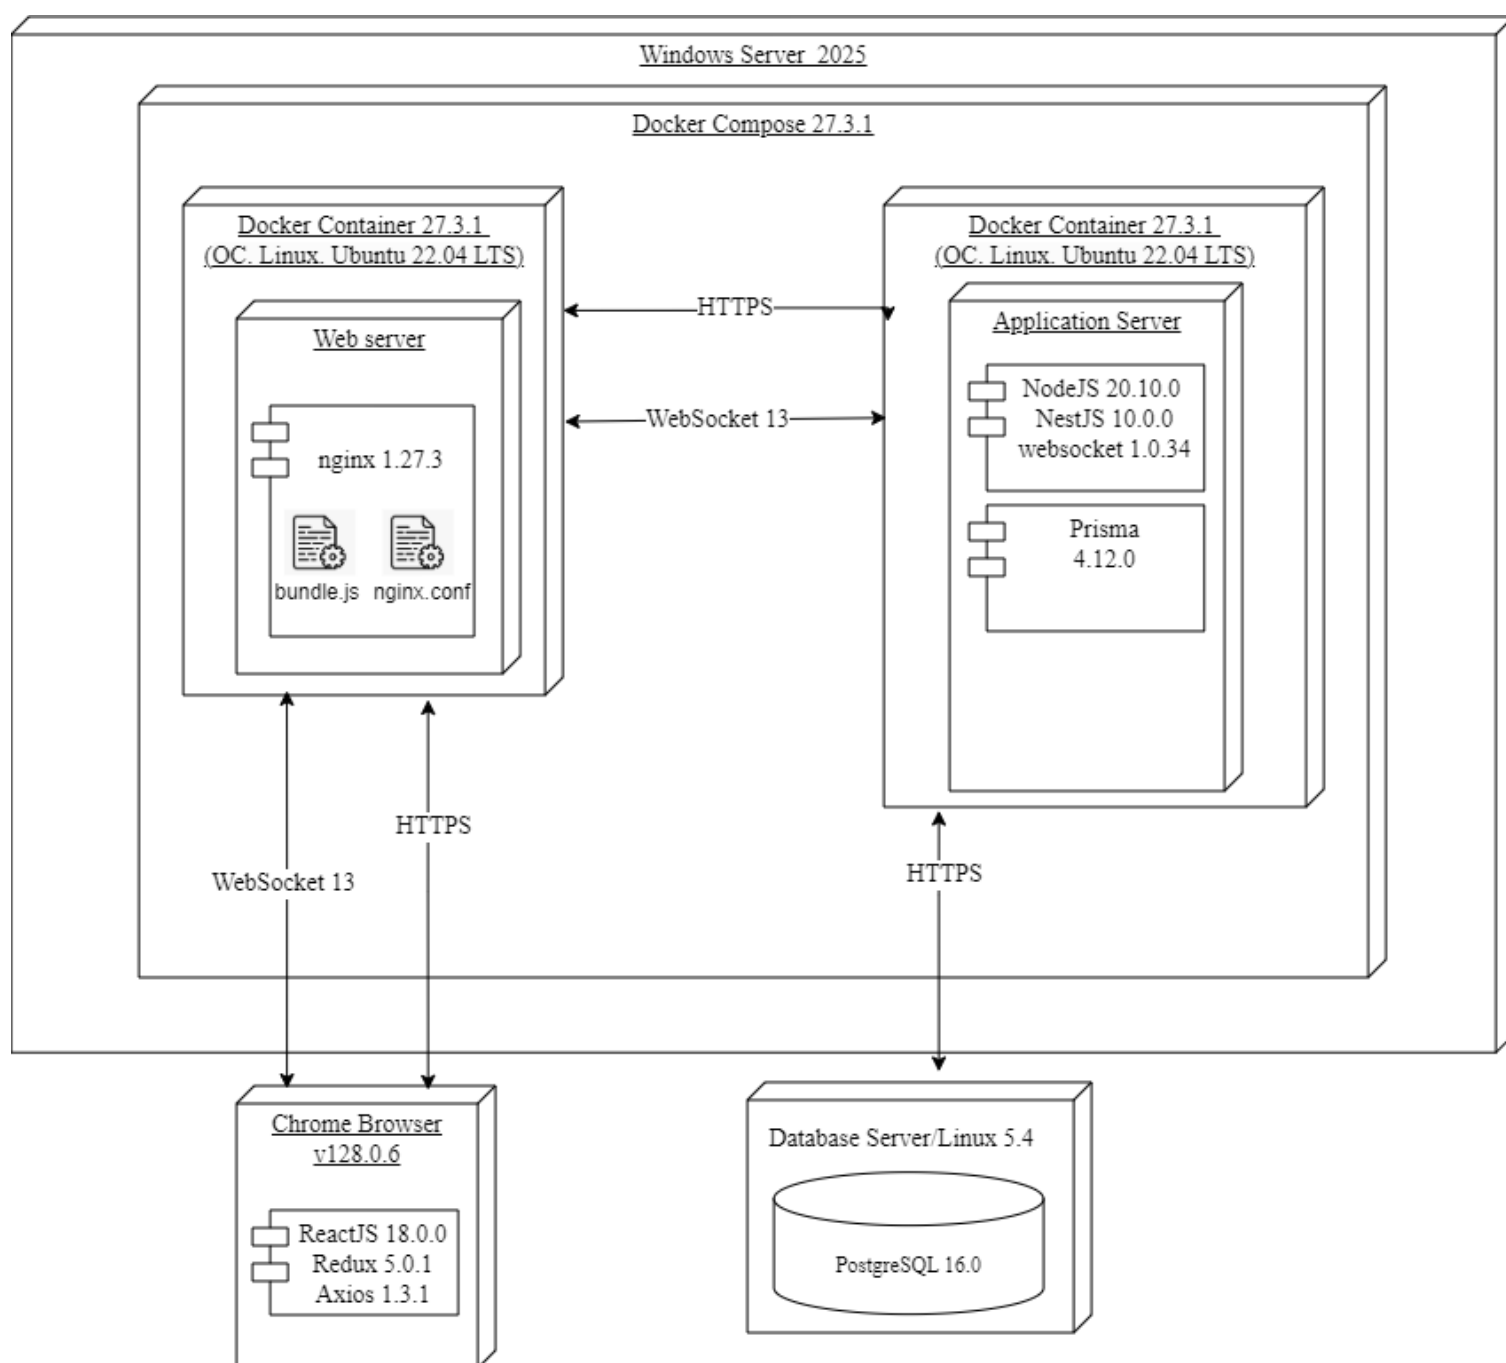 Windows Server  2025
Docker Compose 27.3.1
Docker Container 27.3.1
(OC. Linux. Ubuntu 22.04 LTS)
Web server
nginx 1.27.3
bundle.js
nginx.conf
HTTPS
WebSocket 13
Docker Container 27.3.1
(OC. Linux. Ubuntu 22.04 LTS)
Application Server
NodeJS 20.10.0
NestJS 10.0.0
websocket 1.0.34
Prisma
4.12.0
HTTPS
WebSocket 13
HTTPS
Chrome Browser
v128.0.6
ReactJS 18.0.0
Redux 5.0.1
Axios 1.3.1
Database Server/Linux 5.4
PostgreSQL 16.0